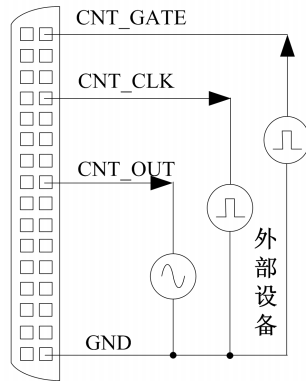 CNT_GATE
CNT_CLK
CNT_OUT
外部设备
GND